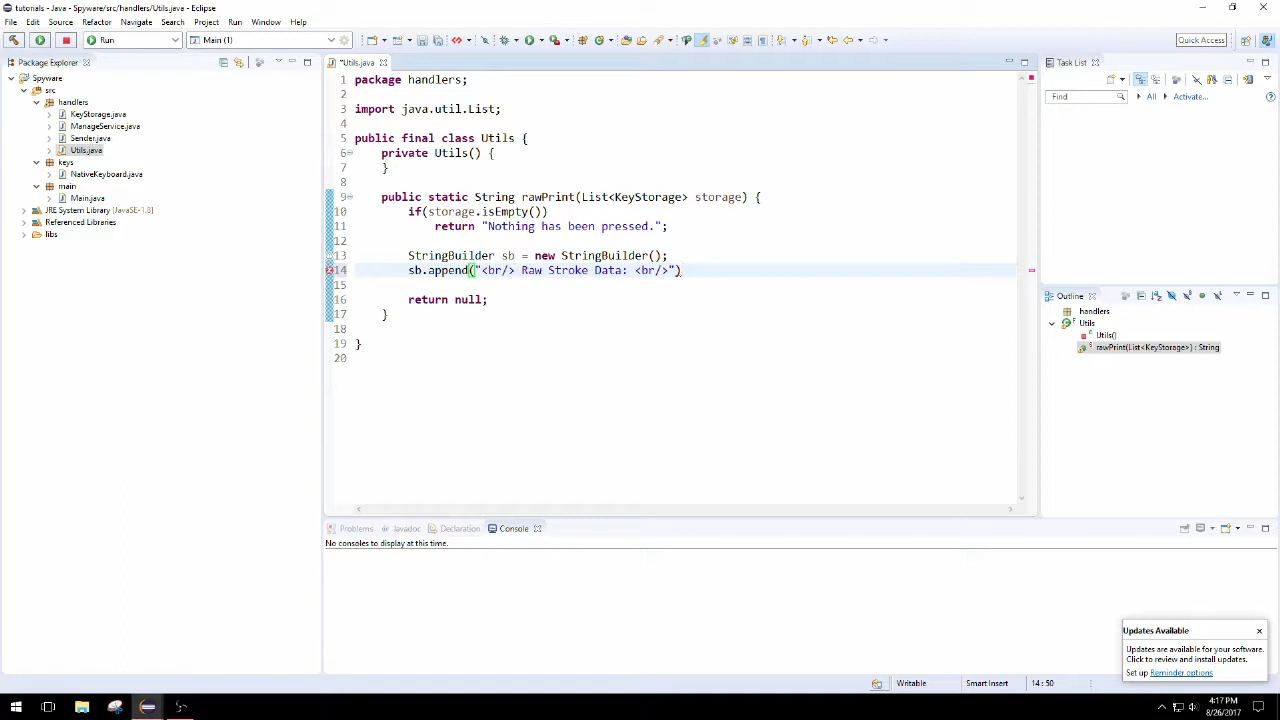 tutorials - Java - Spyware/src/handlers/Utils.java - Eclipse
File Edit Source Refactor Navigate Search Project Run Window Help
Run Main (1) Quick Access
Package Explorer
Spyware
src
handlers
KeyStorage.java
ManageService.java
Sender.java
Utils.java
keys
NativeKeyboard.java
main
Main.java
JRE System Library [JavaSE-1.8]
Referenced Libraries
libs
*Utils.java
1 package handlers;
2
3 import java.util.List;
4
5 public final class Utils {
6 private Utils() {
7 }
8
9 public static String rawPrint(List<KeyStorage> storage) {
10 if(storage.isEmpty())
11 return "Nothing has been pressed.";
12
13 StringBuilder sb = new StringBuilder();
14 sb.append("<br/> Raw Stroke Data: <br/>")
15
16 return null;
17 }
18
19 }
20
Task List
Find All Activate...
Outline
handlers
Utils
Utils()
rawPrint(List<KeyStorage>) : String
Problems Javadoc Declaration Console
No consoles to display at this time.
Updates Available
Updates are available for your software.
Click to review and install updates.
Set up Reminder options
Writable Smart Insert 14 : 50
4:17 PM
8/26/2017